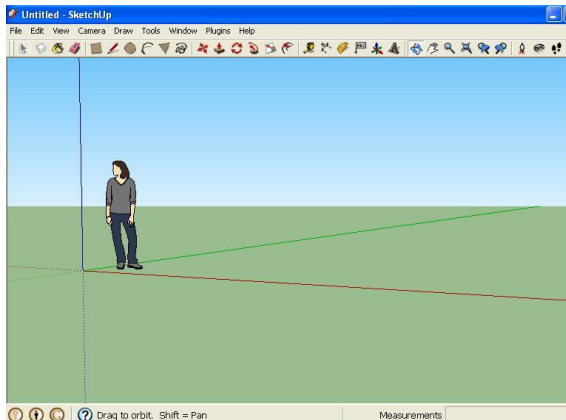 Untitled - SketchUp
File Edit View Camera Draw Tools Window Plugins Help
Drag to orbit. Shift = Pan Measurements